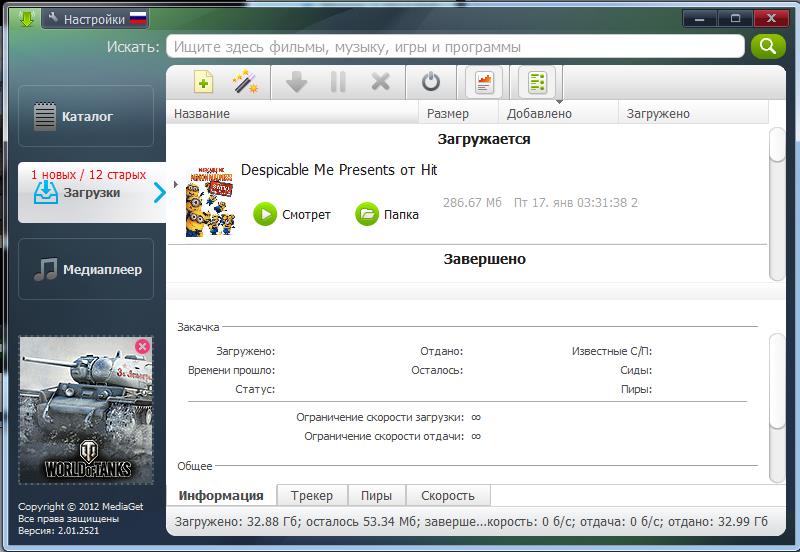 Настройки
Искать: Ищите здесь фильмы, музыку, игры и программы
Каталог
1 новых / 12 старых
Загрузки
Медиаплеер
WORLD OF TANKS
Copyright © 2012 MediaGet
Все права защищены
Версия: 2.01.2521
Название Размер Добавлено Загружено
Загружается
Despicable Me Presents от Hit
Смотрет Папка 286.67 Мб Пт 17. янв 03:31:38 2
Завершено
Закачка
Загружено: Отдано: Известные С/П:
Времени прошло: Осталось: Сиды:
Статус: Пиры:
Ограничение скорости загрузки: ∞
Ограничение скорости отдачи: ∞
Общее
Информация Трекер Пиры Скорость
Загружено: 32.88 Гб; осталось 53.34 Мб; заверше...корость: 0 б/с; отдача: 0 б/с; отдано: 32.99 Гб